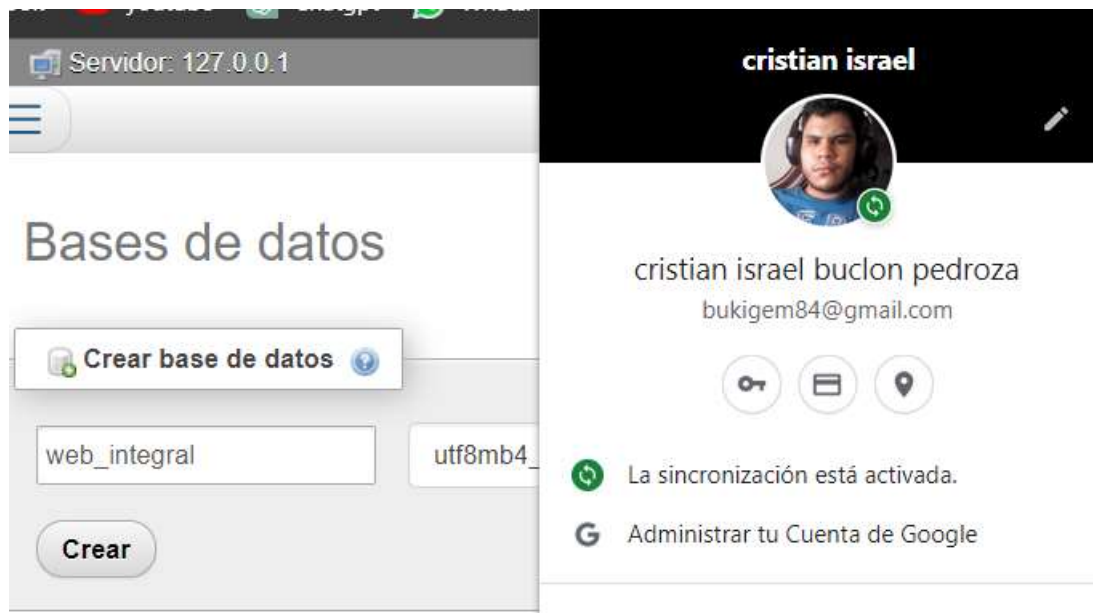 youtube
Servidor: 127.0.0.1
Bases de datos
Crear base de datos
web_integral
utf8mb4_
Crear
cristian israel
cristian israel buclon pedroza
bukigem84@gmail.com
La sincronización está activada.
Administrar tu Cuenta de Google